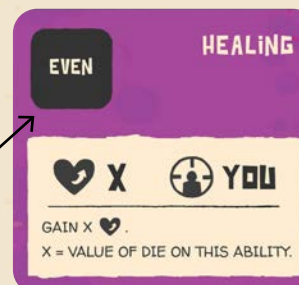 HEALING
EVEN
X YOU
GAIN X .
X = VALUE OF DIE ON THIS ABILITY.